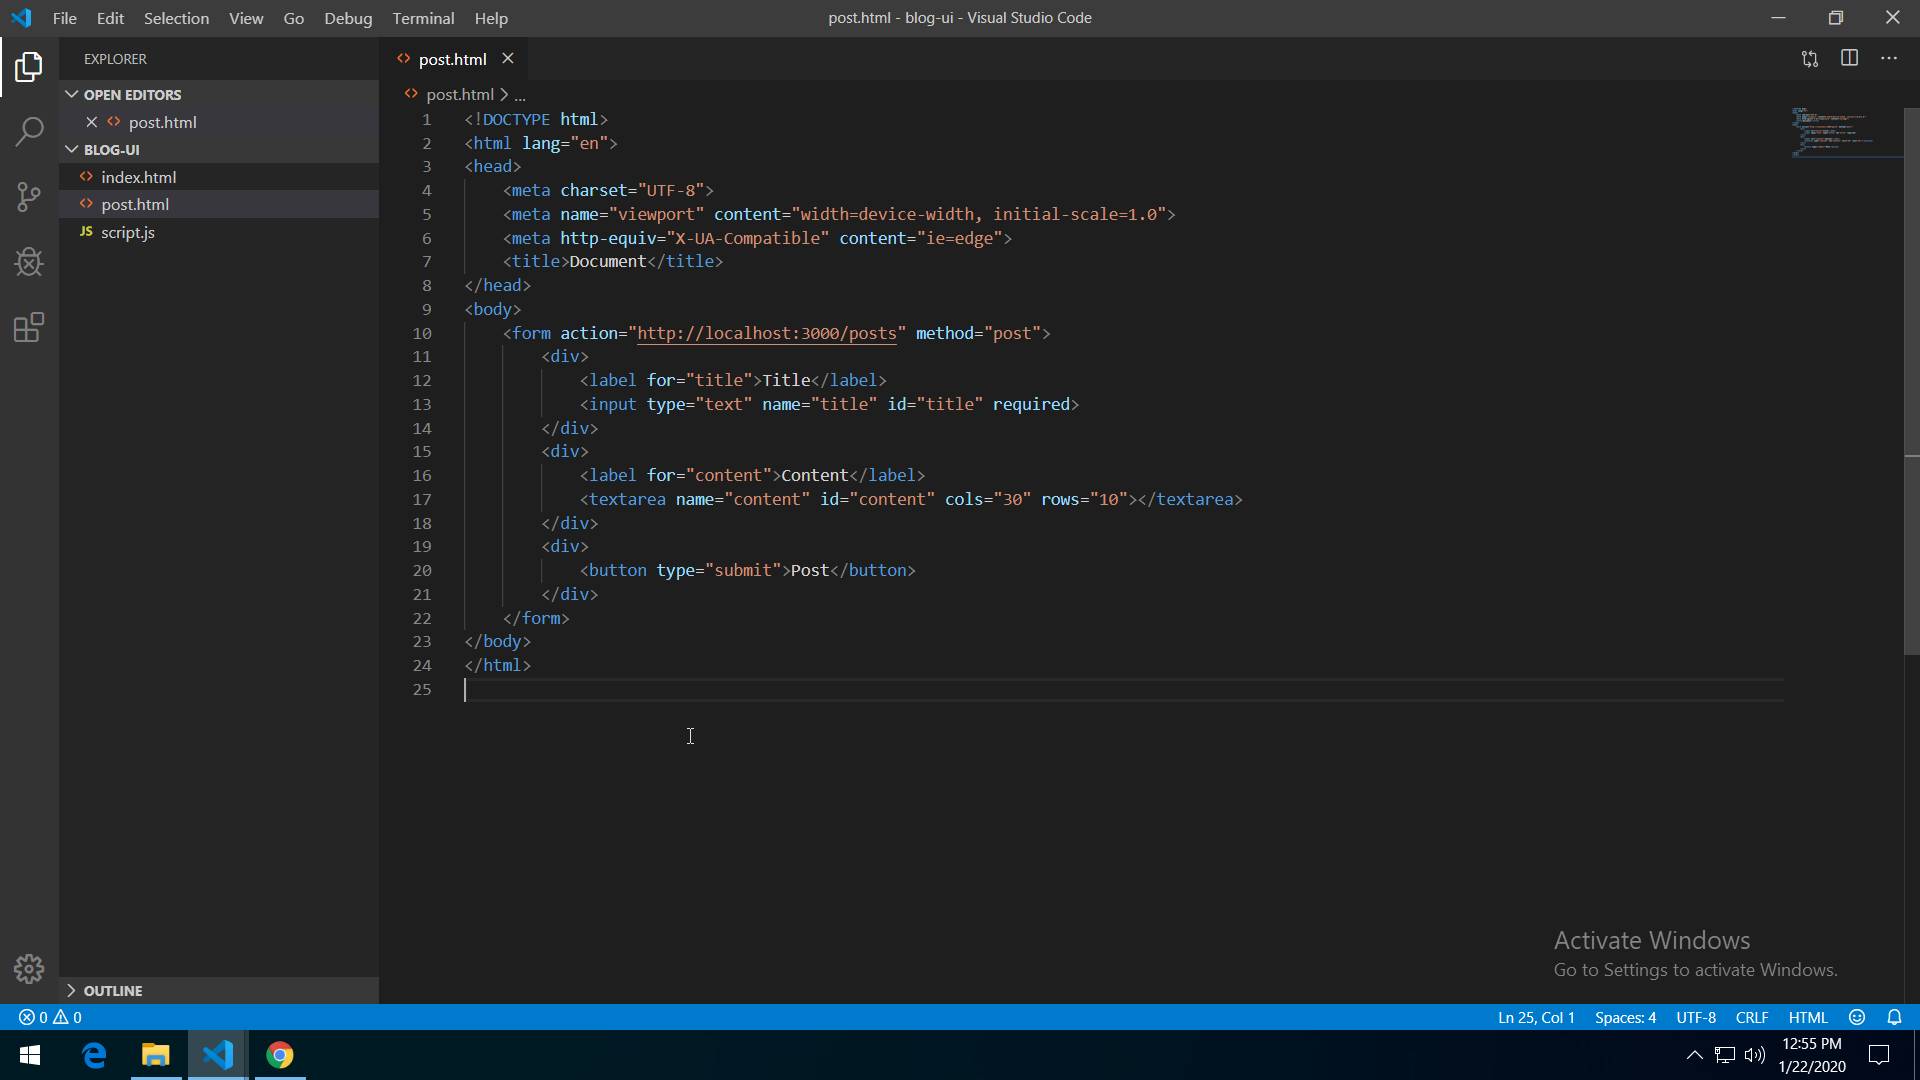 File Edit Selection View Go Debug Terminal Help
post.html - blog-ui - Visual Studio Code
EXPLORER
OPEN EDITORS
post.html
BLOG-UI
index.html
post.html
JS script.js
OUTLINE
post.html
post.html > ...
1 <!DOCTYPE html>
2 <html lang="en">
3 <head>
4 <meta charset="UTF-8">
5 <meta name="viewport" content="width=device-width, initial-scale=1.0">
6 <meta http-equiv="X-UA-Compatible" content="ie=edge">
7 <title>Document</title>
8 </head>
9 <body>
10 <form action="http://localhost:3000/posts" method="post">
11 <div>
12 <label for="title">Title</label>
13 <input type="text" name="title" id="title" required>
14 </div>
15 <div>
16 <label for="content">Content</label>
17 <textarea name="content" id="content" cols="30" rows="10"></textarea>
18 </div>
19 <div>
20 <button type="submit">Post</button>
21 </div>
22 </form>
23 </body>
24 </html>
25
Activate Windows
Go to Settings to activate Windows.
0 0
Ln 25, Col 1 Spaces: 4 UTF-8 CRLF HTML
12:55 PM
1/22/2020